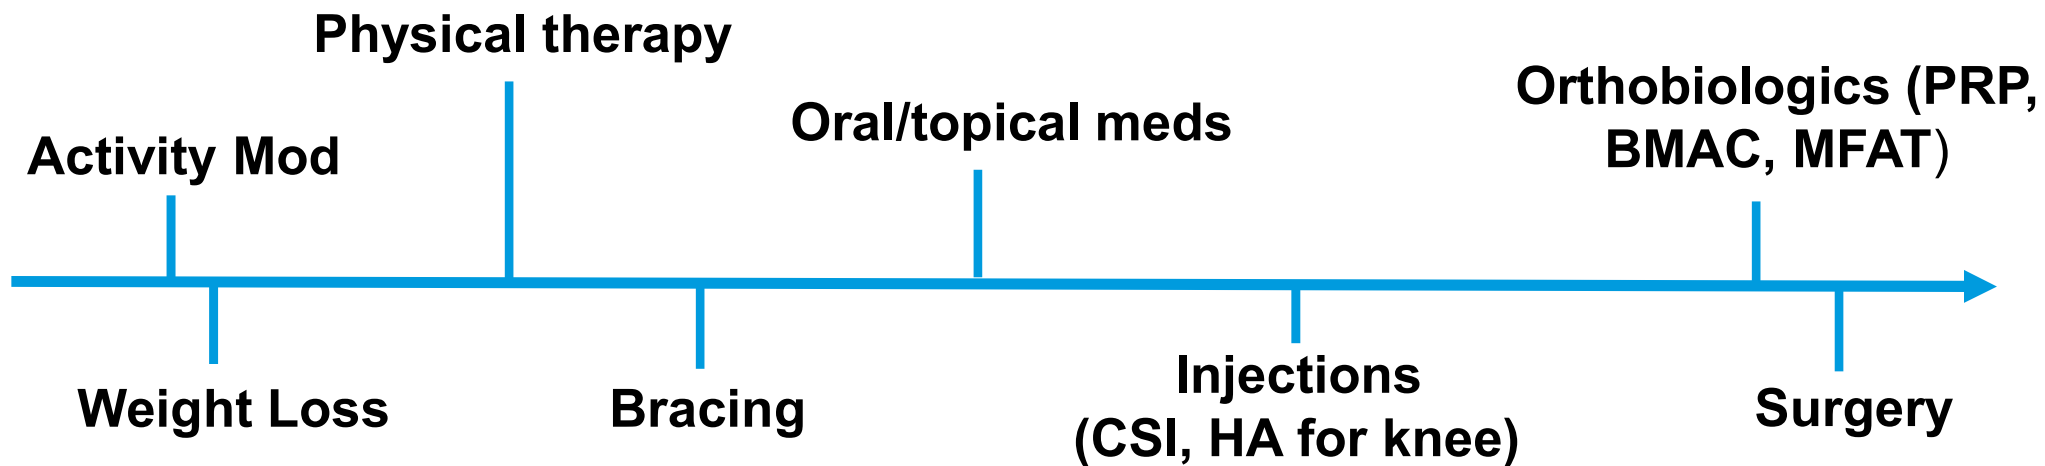 Physical therapy
Orthobiologics (PRP,
BMAC, MFAT)
Oral/topical meds
Activity Mod
Injections
(CSI, HA for knee)
Weight Loss
Bracing
Surgery